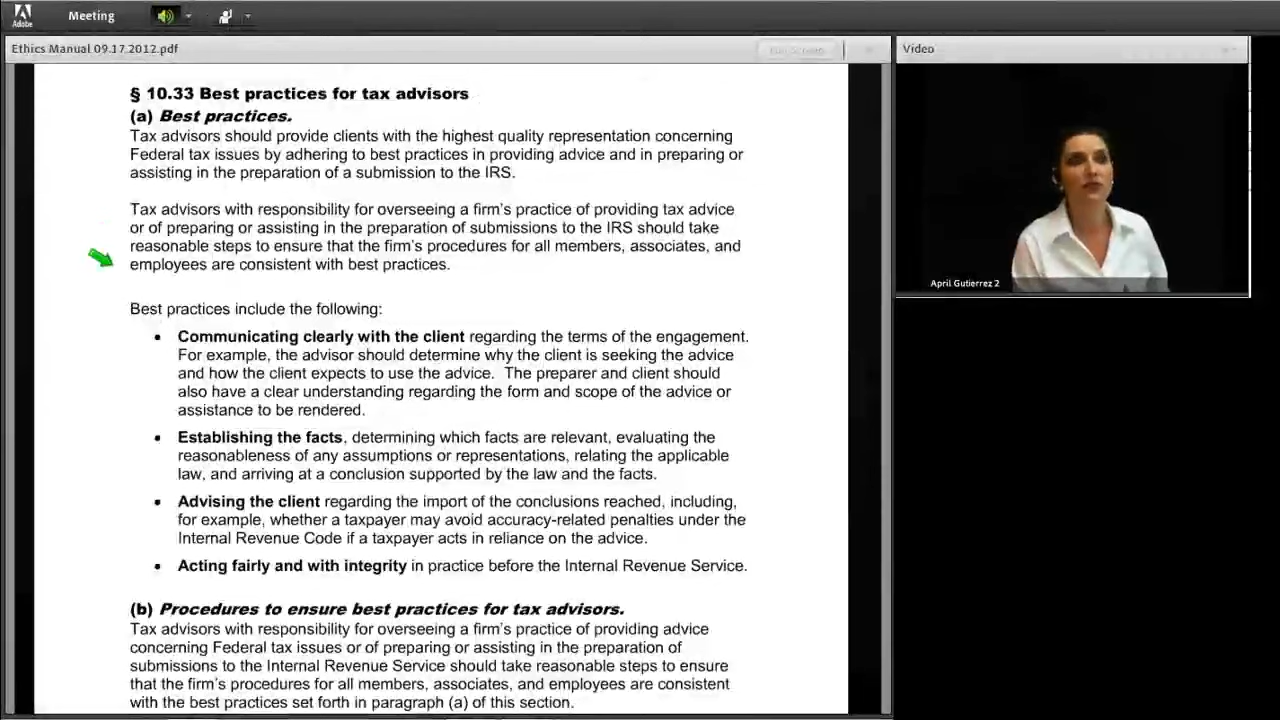 Adobe
Meeting
Ethics Manual 09.17.2012.pdf
Full Screen
Video
§ 10.33 Best practices for tax advisors
(a) Best practices.
Tax advisors should provide clients with the highest quality representation concerning
Federal tax issues by adhering to best practices in providing advice and in preparing or
assisting in the preparation of a submission to the IRS.
Tax advisors with responsibility for overseeing a firm's practice of providing tax advice
or of preparing or assisting in the preparation of submissions to the IRS should take
reasonable steps to ensure that the firm's procedures for all members, associates, and
employees are consistent with best practices.
Best practices include the following:
• Communicating clearly with the client regarding the terms of the engagement.
For example, the advisor should determine why the client is seeking the advice
and how the client expects to use the advice. The preparer and client should
also have a clear understanding regarding the form and scope of the advice or
assistance to be rendered.
• Establishing the facts, determining which facts are relevant, evaluating the
reasonableness of any assumptions or representations, relating the applicable
law, and arriving at a conclusion supported by the law and the facts.
• Advising the client regarding the import of the conclusions reached, including,
for example, whether a taxpayer may avoid accuracy-related penalties under the
Internal Revenue Code if a taxpayer acts in reliance on the advice.
• Acting fairly and with integrity in practice before the Internal Revenue Service.
(b) Procedures to ensure best practices for tax advisors.
Tax advisors with responsibility for overseeing a firm's practice of providing advice
concerning Federal tax issues or of preparing or assisting in the preparation of
submissions to the Internal Revenue Service should take reasonable steps to ensure
that the firm's procedures for all members, associates, and employees are consistent
with the best practices set forth in paragraph (a) of this section.
April Gutierrez 2